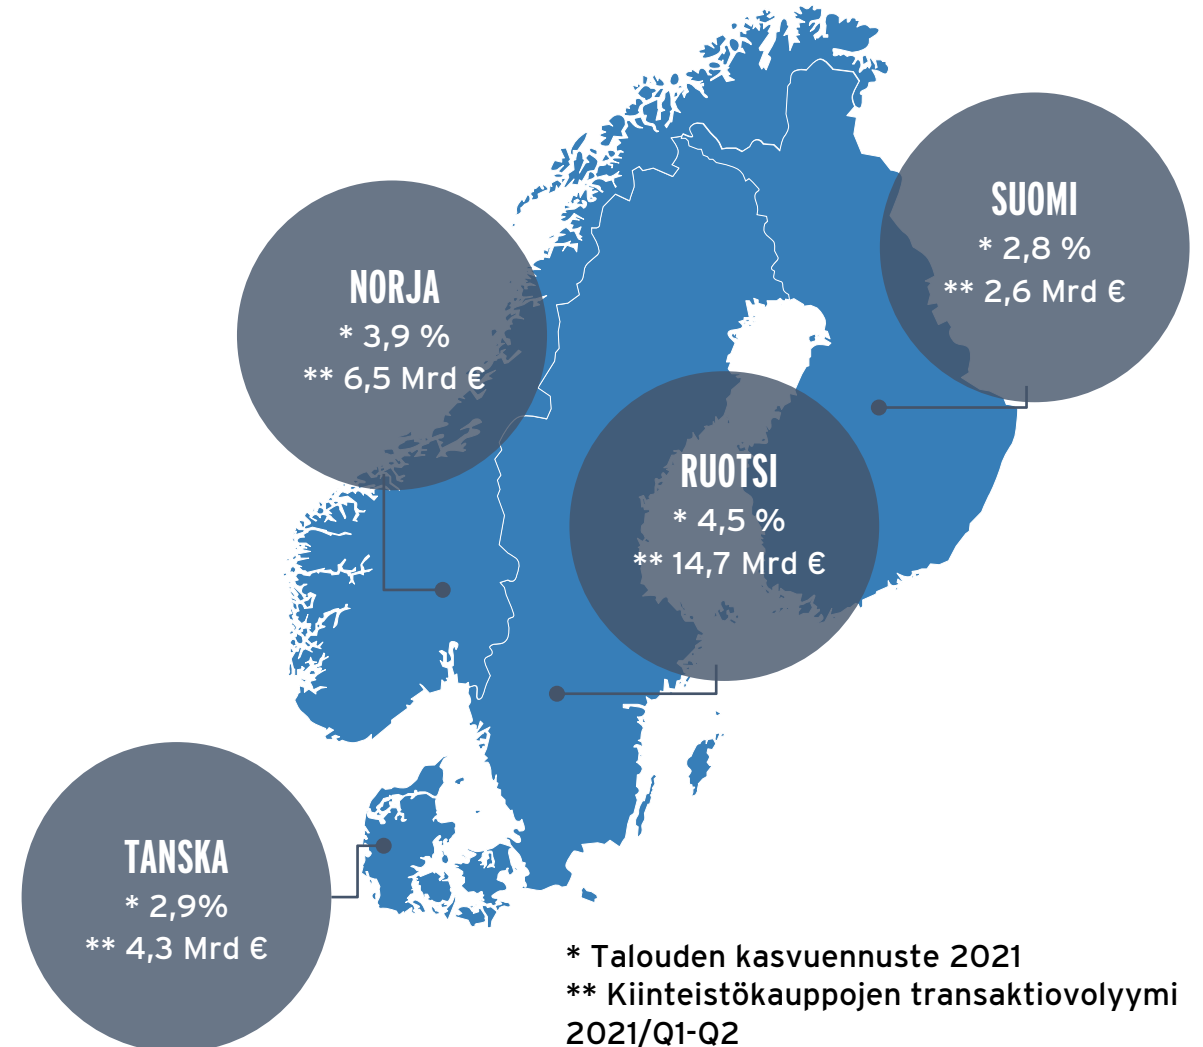 SUOMI
* 2,8 %
** 2,6 Mrd €
NORJA
* 3,9 %
** 6,5 Mrd €
RUOTSI
* 4,5 %
** 14,7 Mrd €
TANSKA
* 2,9%
** 4,3 Mrd €
* Talouden kasvuennuste 2021
** Kiinteistökauppojen transaktiovolyymi
2021/Q1-Q2